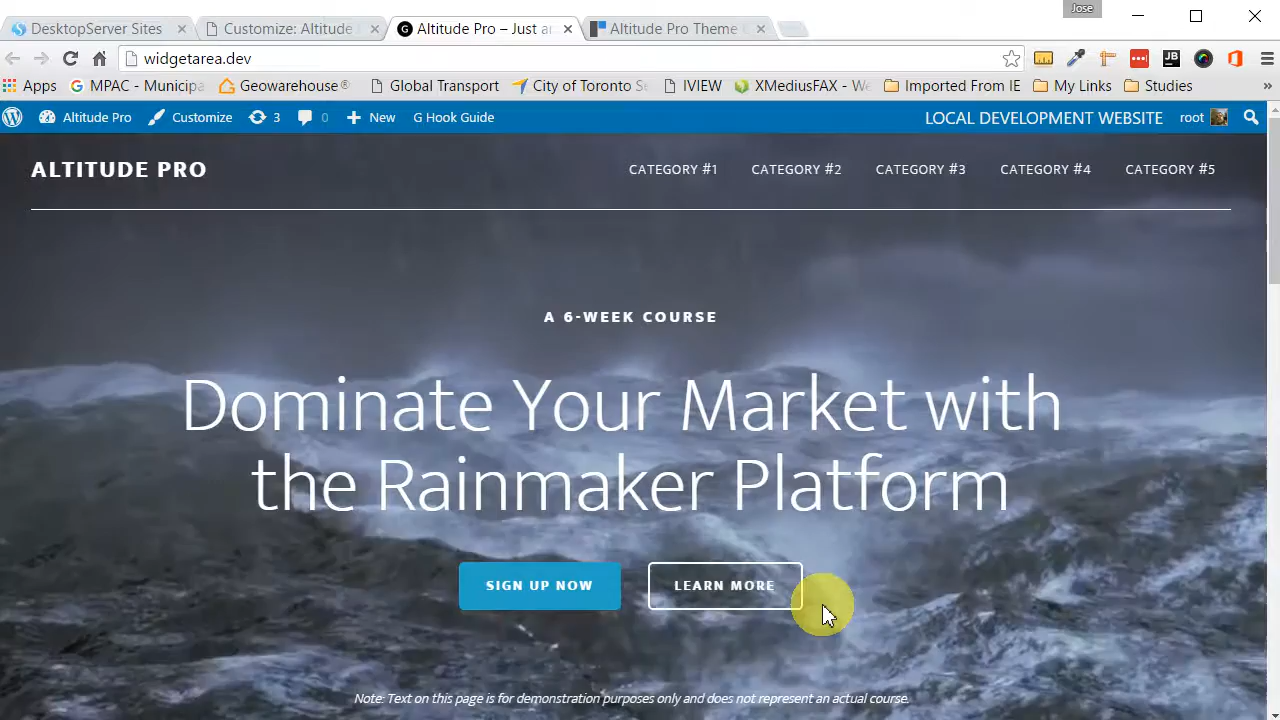 Jose
DesktopServer Sites
Customize: Altitude
Altitude Pro – Just a
Altitude Pro Theme
widgetarea.dev
Apps
MPAC - Municipa
Geowarehouse®
Global Transport
City of Toronto S
IVIEW
XMediusFAX - We
Imported From IE
My Links
Studies
»
Altitude Pro
Customize
3
0
New
G Hook Guide
LOCAL DEVELOPMENT WEBSITE
root
ALTITUDE PRO
CATEGORY #1
CATEGORY #2
CATEGORY #3
CATEGORY #4
CATEGORY #5
A 6-WEEK COURSE
Dominate Your Market with
the Rainmaker Platform
SIGN UP NOW
LEARN MORE
Note: Text on this page is for demonstration purposes only and does not represent an actual course.